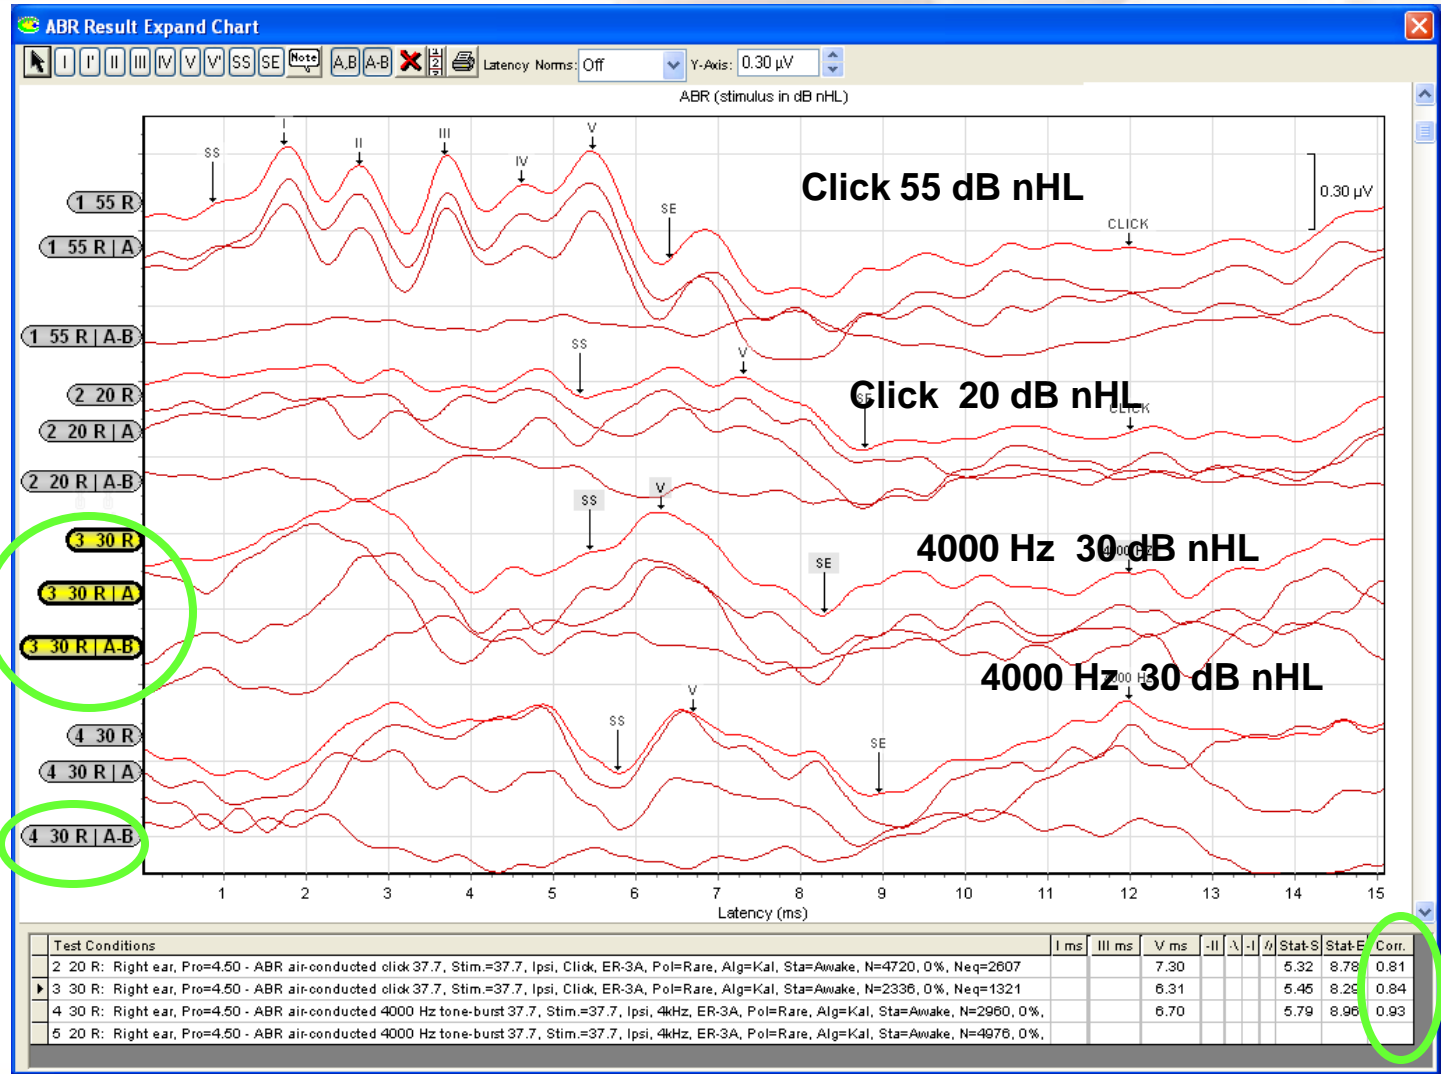 ABR Result Expand Chart
I I' II III IV V V' SS SE Note A,B A-B 1 2 Latency Norms: Off Y-Axis: 0.30 µV
ABR (stimulus in dB nHL)
SS I II III IV V SE
Click 55 dB nHL
0.30 µV
CLICK
1 55 R
1 55 R | A
1 55 R | A-B
SS V SE
Click 20 dB nHL
CLICK
2 20 R
2 20 R | A
2 20 R | A-B
SS V SE
4000 Hz 30 dB nHL
3 30 R
3 30 R | A
3 30 R | A-B
4000 Hz 30 dB nHL
SS V SE
4 30 R
4 30 R | A
4 30 R | A-B
1 2 3 4 5 6 7 8 9 10 11 12 13 14 15
Latency (ms)
Test Conditions I ms III ms V ms -II -I Stat-S Stat-E Corr.
2 20 R: Right ear, Pro=4.50 - ABR air-conducted click 37.7, Stim.=37.7, Ipsi, Click, ER-3A, Pol=Rare, Alg=Kal, Sta=Awake, N=4720, 0%, Neq=2607 7.30 5.32 8.78 0.81
3 30 R: Right ear, Pro=4.50 - ABR air-conducted click 37.7, Stim.=37.7, Ipsi, Click, ER-3A, Pol=Rare, Alg=Kal, Sta=Awake, N=2336, 0%, Neq=1321 6.31 5.45 8.29 0.84
4 30 R: Right ear, Pro=4.50 - ABR air-conducted 4000 Hz tone-burst 37.7, Stim.=37.7, Ipsi, 4kHz, ER-3A, Pol=Rare, Alg=Kal, Sta=Awake, N=2960, 0%, 6.70 5.79 8.96 0.93
5 20 R: Right ear, Pro=4.50 - ABR air-conducted 4000 Hz tone-burst 37.7, Stim.=37.7, Ipsi, 4kHz, ER-3A, Pol=Rare, Alg=Kal, Sta=Awake, N=4976, 0%,